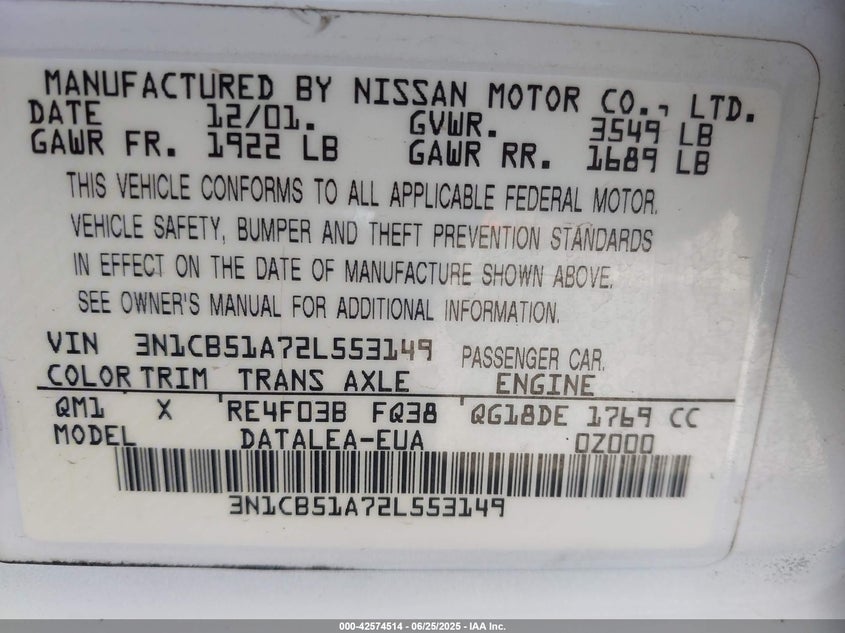 MANUFACTURED BY NISSAN MOTOR CO., LTD.
DATE 12/01. GVWR. 3549 LB
GAWR FR. 1922 LB GAWR RR. 1689 LB
THIS VEHICLE CONFORMS TO ALL APPLICABLE FEDERAL MOTOR.
VEHICLE SAFETY, BUMPER AND THEFT PREVENTION STANDARDS
IN EFFECT ON THE DATE OF MANUFACTURE SHOWN ABOVE.
SEE OWNER'S MANUAL FOR ADDITIONAL INFORMATION.
VIN 3N1CB51A72L553149 PASSENGER CAR.
COLOR TRIM TRANS AXLE ENGINE
QM1 X RE4F03B FQ38 QG18DE 1769 CC
MODEL DATALEA-EUA 0Z000
3N1CB51A72L553149
000-42574514 - 06/25/2025 - IAA Inc.